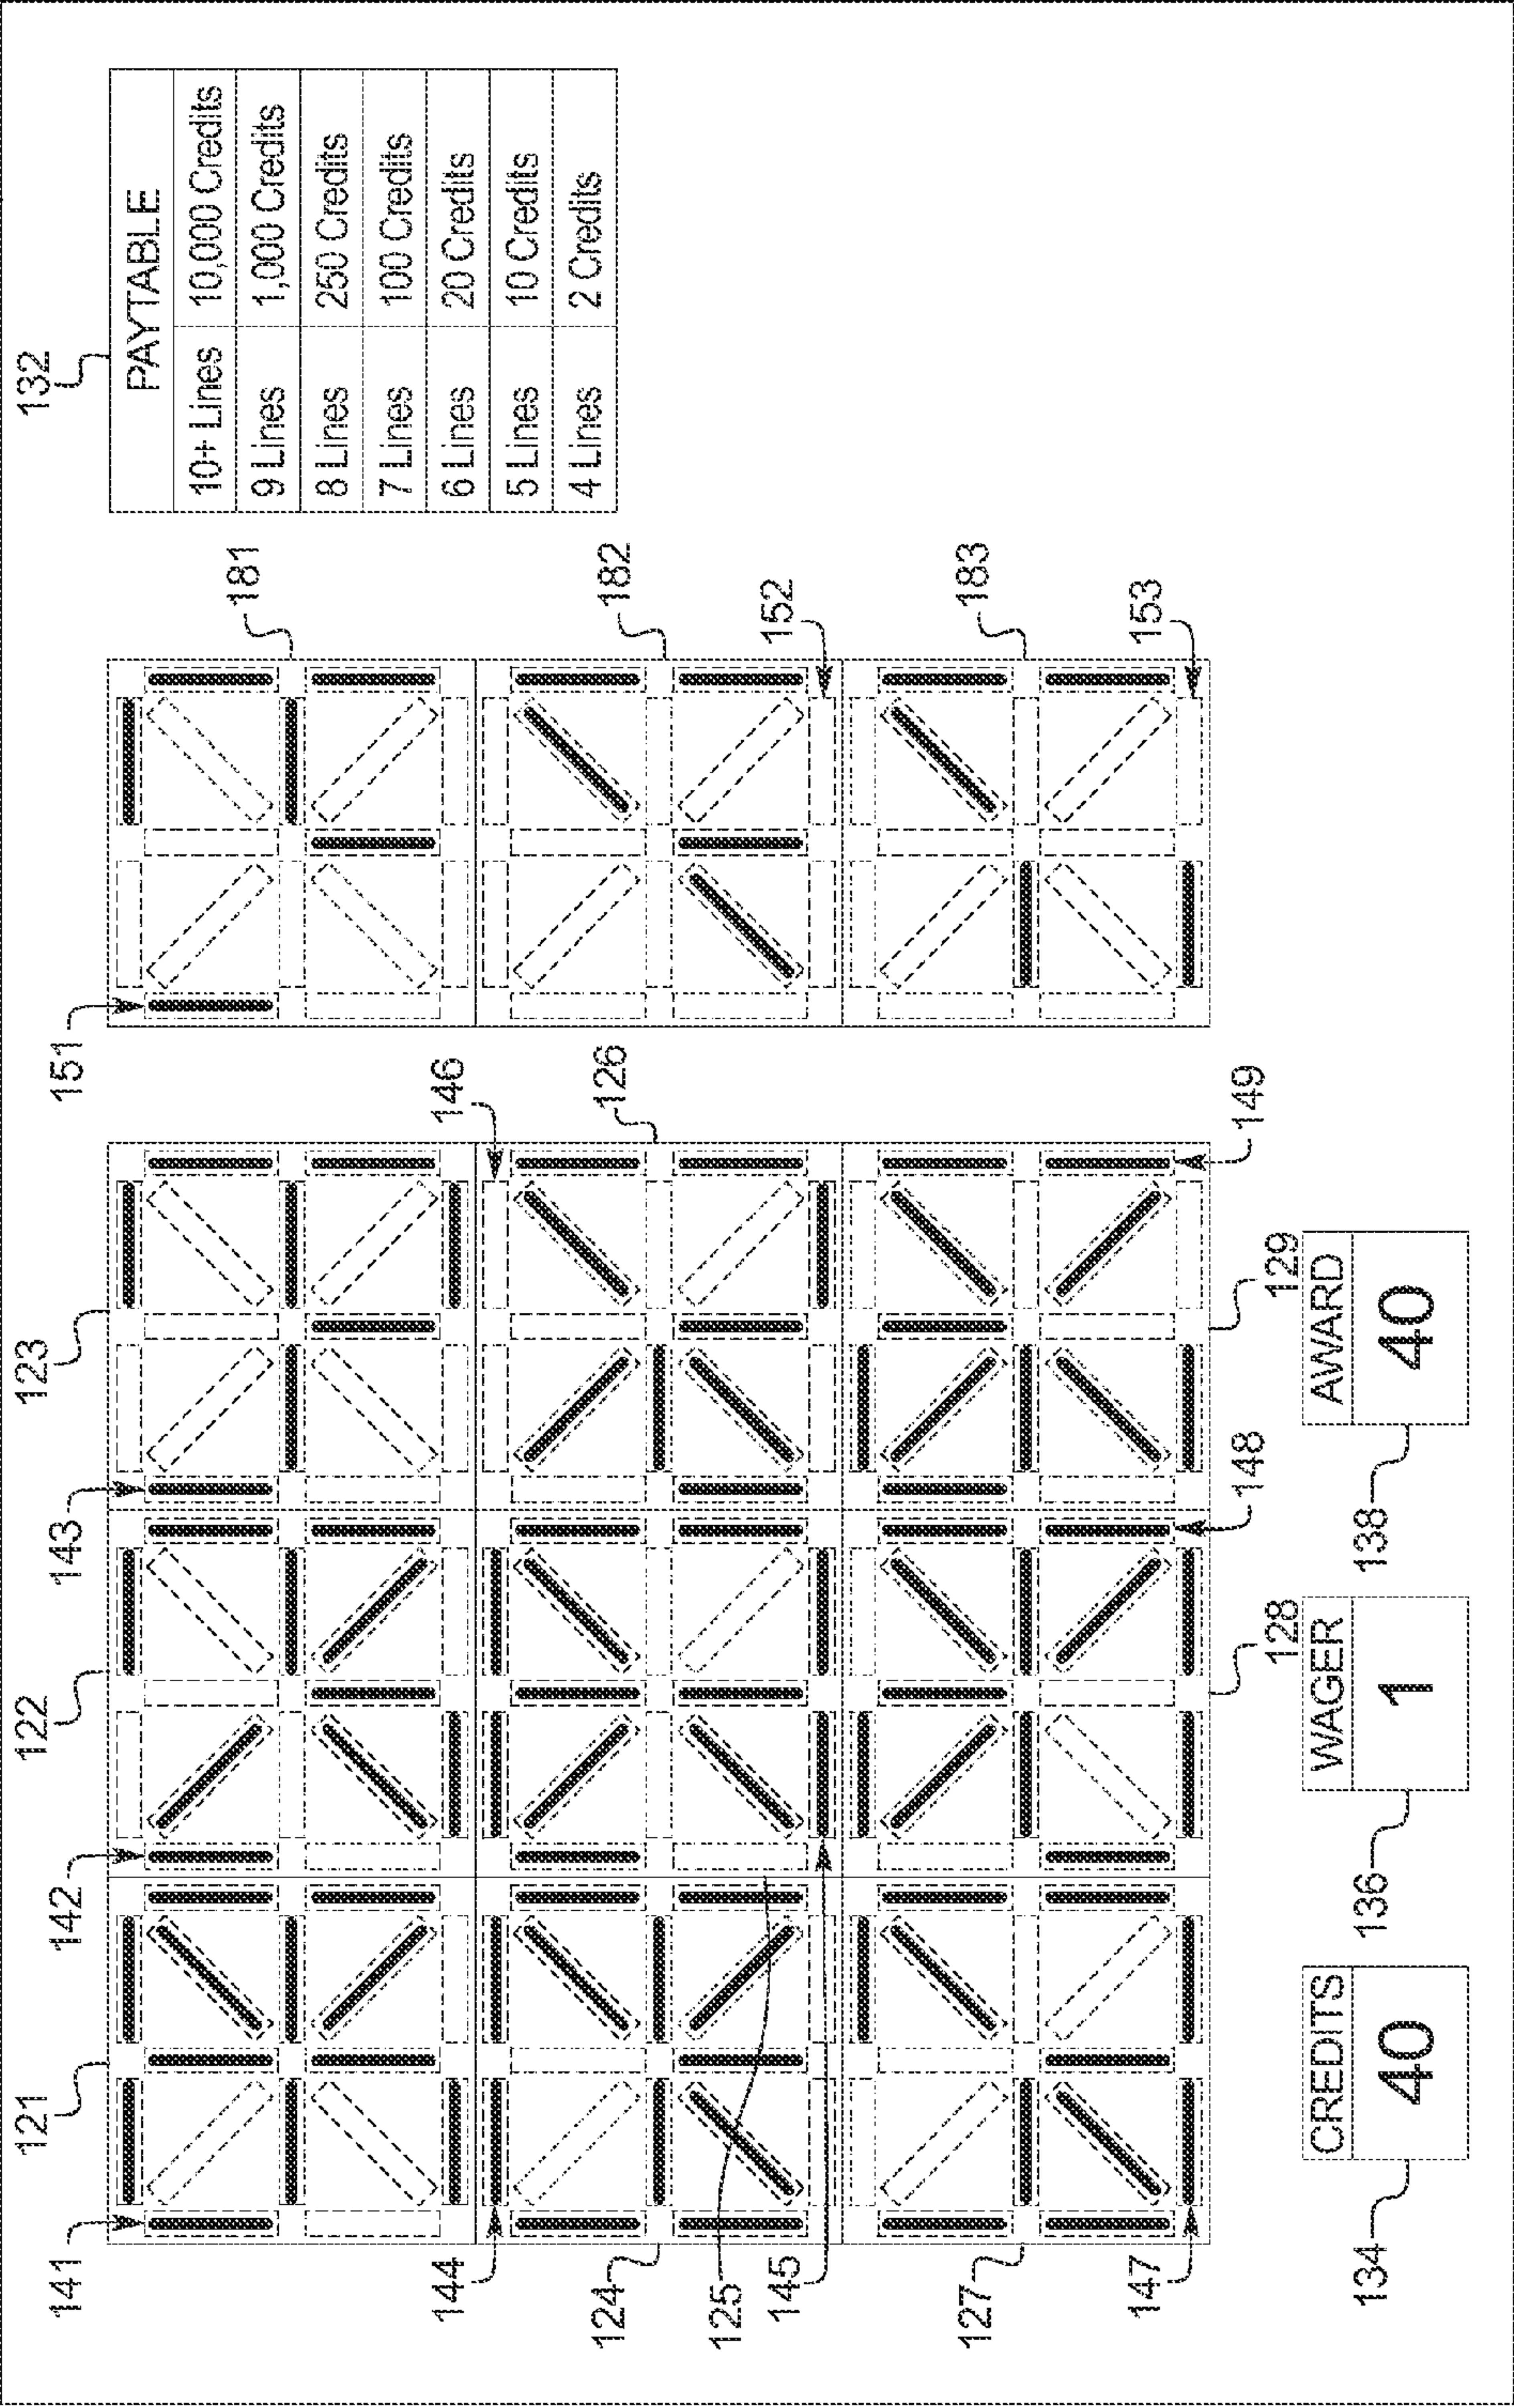 121
122
123
132
141
142
143
151
PAYTABLE
10+ Lines 10,000 Credits
9 Lines 1,000 Credits
8 Lines 250 Credits
7 Lines 100 Credits
6 Lines 20 Credits
5 Lines 10 Credits
4 Lines 2 Credits
181
144
146
124
126
182
125
145
152
127
183
147
153
149
148
128
129
CREDITS
40
WAGER
1
AWARD
40
134
136
138